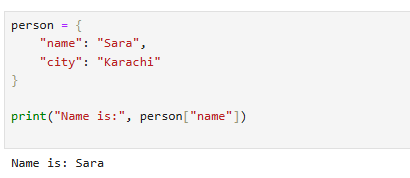 person = {
    "name": "Sara",
    "city": "Karachi"
}
print("Name is:", person["name"])
Name is: Sara